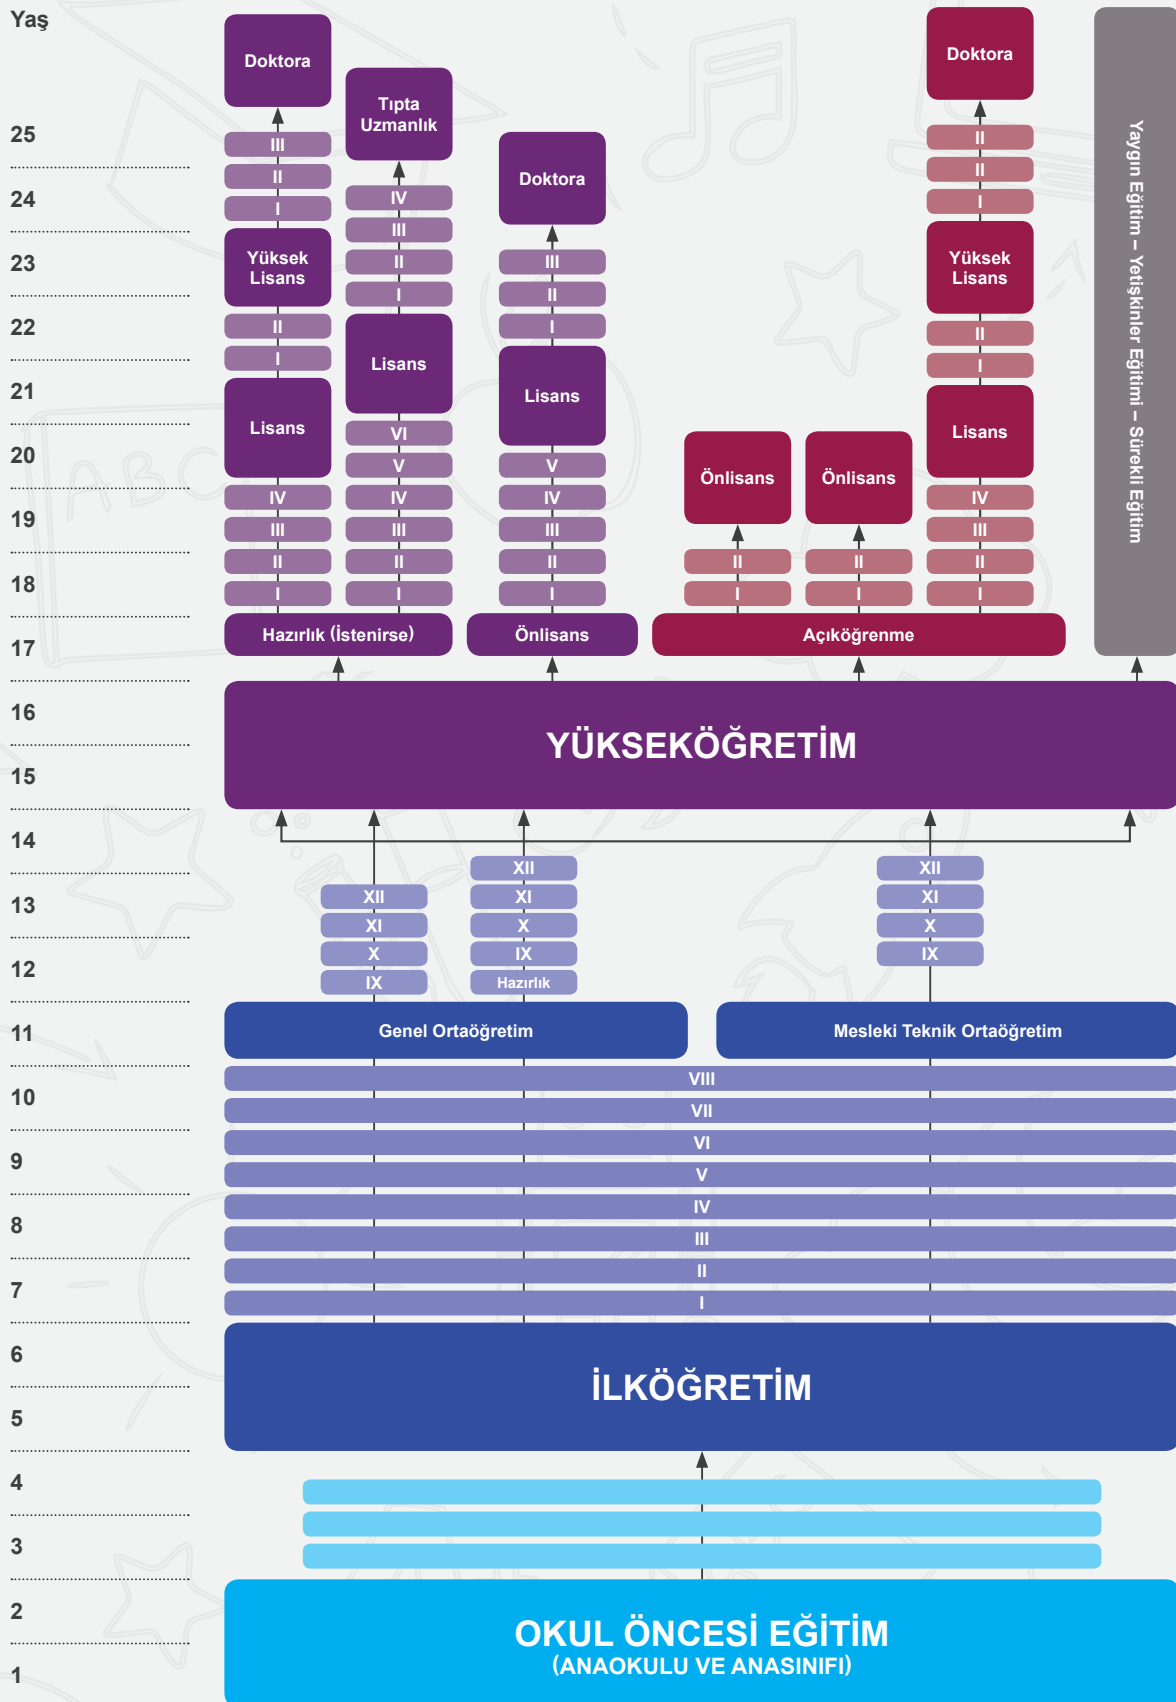 Yaş
Doktora
Doktora
Tıpta
Uzmanlık
25
III
II
Doktora
II
II
24
I
IV
I
III
23
Yüksek
Lisans
II
III
Yüksek
Lisans
I
II
22
II
I
II
I
Lisans
I
21
Lisans
Lisans
Lisans
VI
20
V
V
Önlisans
Önlisans
IV
IV
IV
IV
19
III
III
III
III
II
II
II
II
II
II
18
I
I
I
I
I
I
17
Hazırlık (İstenirse)
Önlisans
Açıköğrenme
Yaygın Eğitim – Yetişkinler Eğitimi – Sürekli Eğitim
16
YÜKSEKÖĞRETİM
15
14
XII
XII
13
XII
XI
XI
XI
X
X
X
IX
IX
12
IX
Hazırlık
11
Genel Ortaöğretim
Mesleki Teknik Ortaöğretim
VIII
10
VII
VI
9
V
IV
8
III
II
7
I
6
İLKÖĞRETİM
5
4
3
2
OKUL ÖNCESİ EĞİTİM
(ANAOKULU VE ANASINIFI)
1
ABC